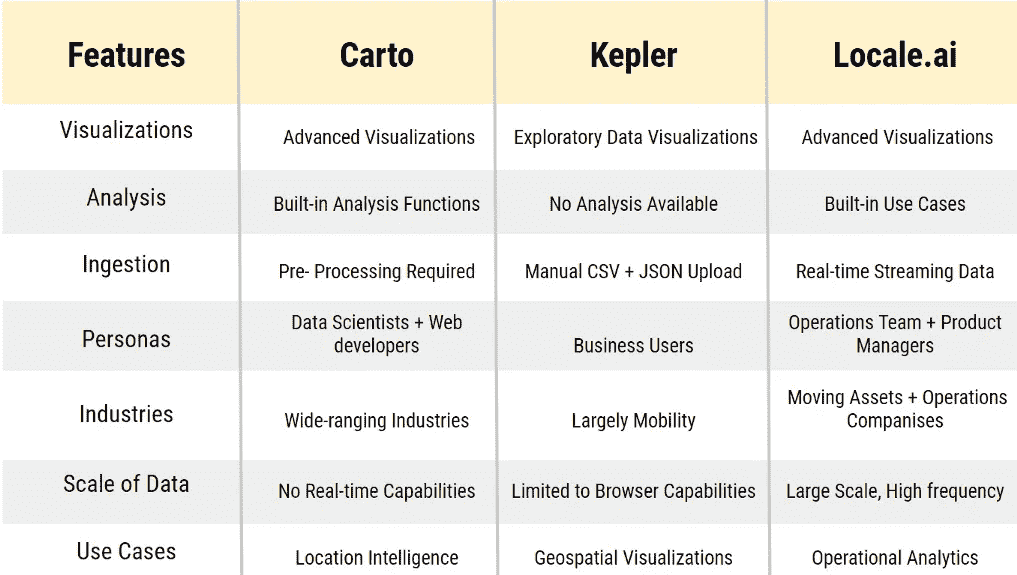 Features Carto Kepler Locale.ai
Visualizations Advanced Visualizations Exploratory Data Visualizations Advanced Visualizations
Analysis Built-in Analysis Functions No Analysis Available Built-in Use Cases
Ingestion Pre- Processing Required Manual CSV + JSON Upload Real-time Streaming Data
Personas Data Scientists + Web
developers Business Users Operations Team + Product
Managers
Industries Wide-ranging Industries Largely Mobility Moving Assets + Operations
Companises
Scale of Data No Real-time Capabilities Limited to Browser Capabilities Large Scale, High frequency
Use Cases Location Intelligence Geospatial Visualizations Operational Analytics